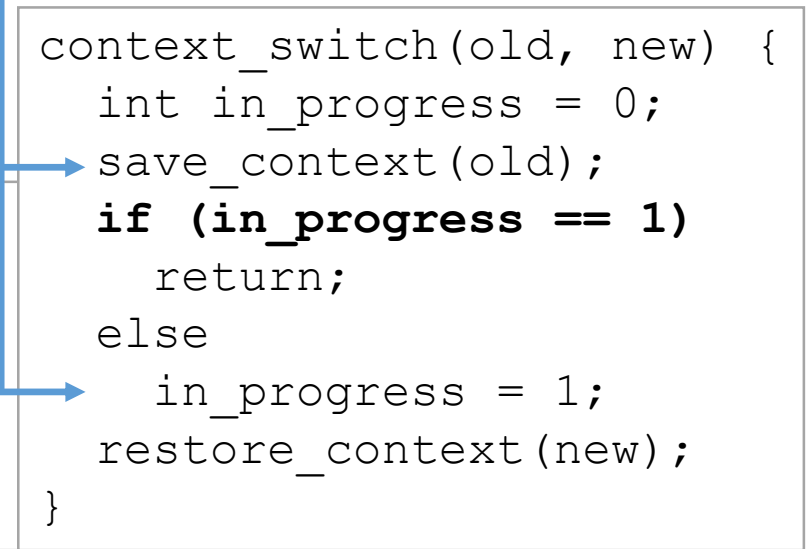 context_switch(old, new) {
  int in_progress = 0;
  save_context(old);
  if (in_progress == 1)
    return;
  else
    in_progress = 1;
  restore_context(new);
}